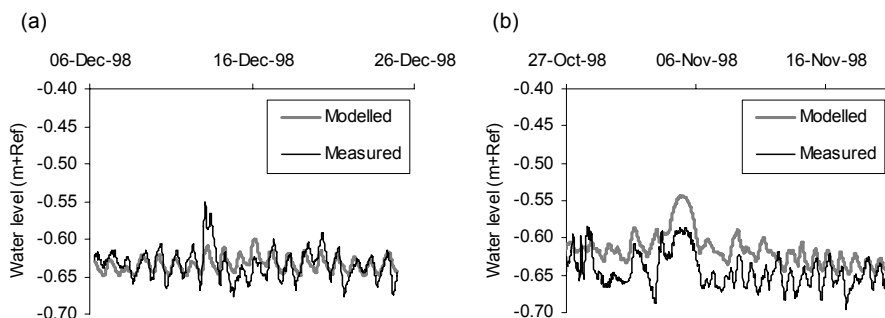 (a)
06-Dec-98 16-Dec-98 26-Dec-98
-0.40
-0.45
-0.50
-0.55
-0.60
-0.65
-0.70
Water level (m+Ref)
Modelled
Measured
(b)
27-Oct-98 06-Nov-98 16-Nov-98
-0.40
-0.45
-0.50
-0.55
-0.60
-0.65
-0.70
Water level (m+Ref)
Modelled
Measured